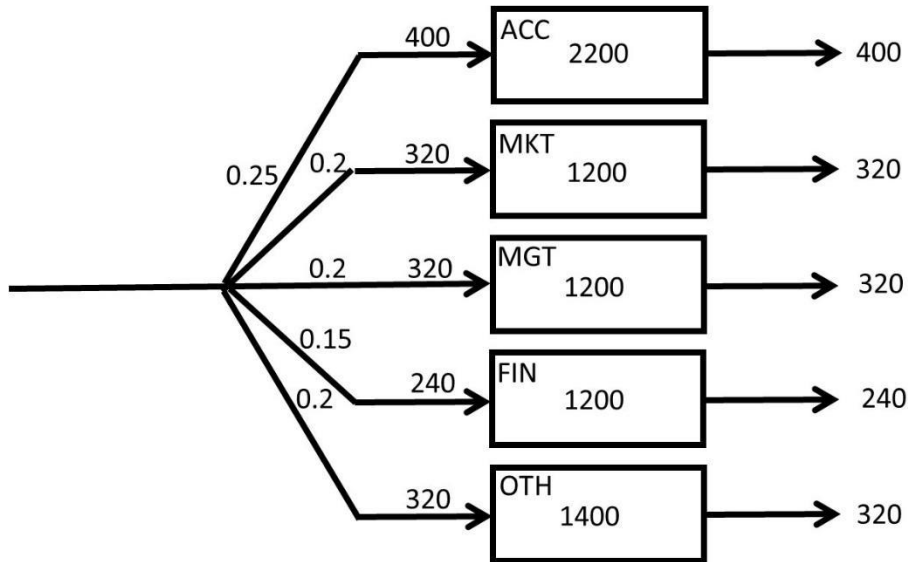 400 ACC 2200 400
0.25 0.2 320 MKT 1200 320
0.2 320 MGT 1200 320
0.15 240 FIN 1200 240
0.2 320 OTH 1400 320